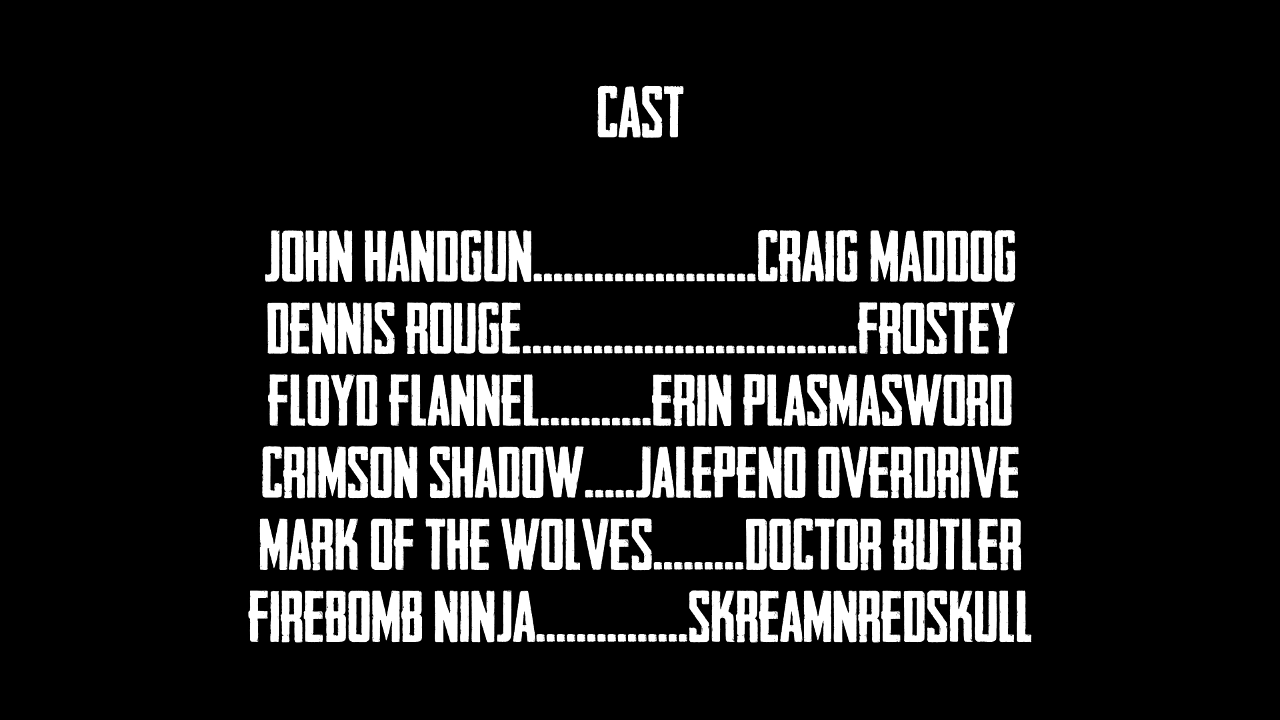 CAST
JOHN HANDGUN......................CRAIG MADDOG
DENNIS ROUGE.................................FROSTEY
FLOYD FLANNEL...........ERIN PLASMASWORD
CRIMSON SHADOW.....JALEPENO OVERDRIVE
MARK OF THE WOLVES.........DOCTOR BUTLER
FIREBOMB NINJA...............SKREAMNREDSKULL